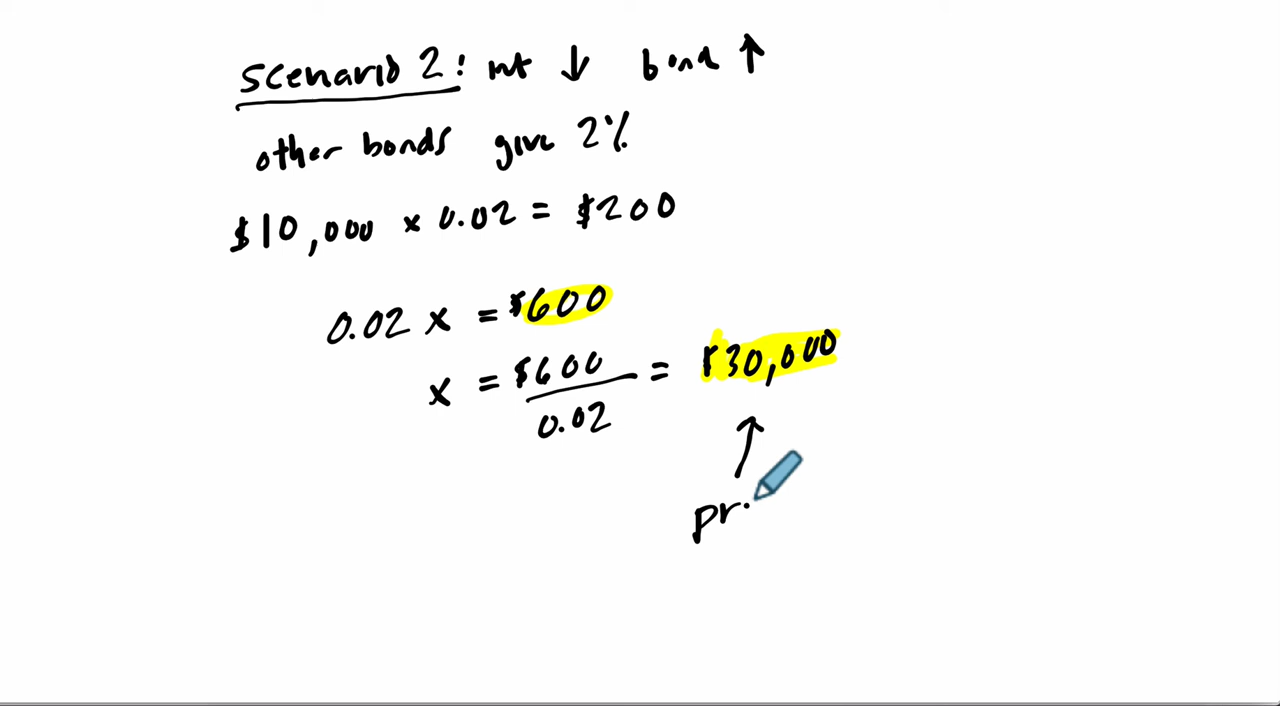 scenario 2: int ↓ bond ↑
other bonds give 2%
$10,000 × 0.02 = $200
0.02 x = $600
x = $600 / 0.02 = $30,000
↑
pr.